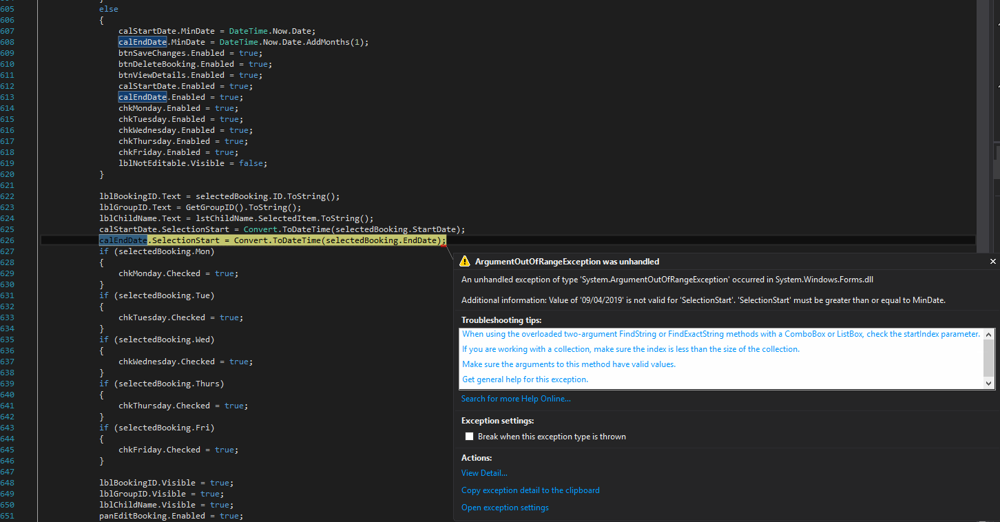 605 else
606 {
607 calStartDate.MinDate = DateTime.Now.Date;
608 calEndDate.MinDate = DateTime.Now.Date.AddMonths(1);
609 btnSaveChanges.Enabled = true;
610 btnDeleteBooking.Enabled = true;
611 btnViewDetails.Enabled = true;
612 calStartDate.Enabled = true;
613 calEndDate.Enabled = true;
614 chkMonday.Enabled = true;
615 chkTuesday.Enabled = true;
616 chkWednesday.Enabled = true;
617 chkThursday.Enabled = true;
618 chkFriday.Enabled = true;
619 lblNotEditable.Visible = false;
620 }
621
622 lblBookingID.Text = selectedBooking.ID.ToString();
623 lblGroupID.Text = GetGroupID().ToString();
624 lblChildName.Text = lstChildName.SelectedItem.ToString();
625 calStartDate.SelectionStart = Convert.ToDateTime(selectedBooking.StartDate);
626 calEndDate.SelectionStart = Convert.ToDateTime(selectedBooking.EndDate);
627 if (selectedBooking.Mon)
628 {
629 chkMonday.Checked = true;
630 }
631 if (selectedBooking.Tue)
632 {
633 chkTuesday.Checked = true;
634 }
635 if (selectedBooking.Wed)
636 {
637 chkWednesday.Checked = true;
638 }
639 if (selectedBooking.Thurs)
640 {
641 chkThursday.Checked = true;
642 }
643 if (selectedBooking.Fri)
644 {
645 chkFriday.Checked = true;
646 }
647
648 lblBookingID.Visible = true;
649 lblGroupID.Visible = true;
650 lblChildName.Visible = true;
651 panEditBooking.Enabled = true;
ArgumentOutOfRangeException was unhandled
An unhandled exception of type 'System.ArgumentOutOfRangeException' occurred in System.Windows.Forms.dll
Additional information: Value of '09/04/2019' is not valid for 'SelectionStart'. 'SelectionStart' must be greater than or equal to MinDate.
Troubleshooting tips:
When using the overloaded two-argument FindString or FindExactString methods with a ComboBox or ListBox, check the startIndex parameter.
If you are working with a collection, make sure the index is less than the size of the collection.
Make sure the arguments to this method have valid values.
Get general help for this exception.
Search for more Help Online...
Exception settings:
Break when this exception type is thrown
Actions:
View Detail...
Copy exception detail to the clipboard
Open exception settings